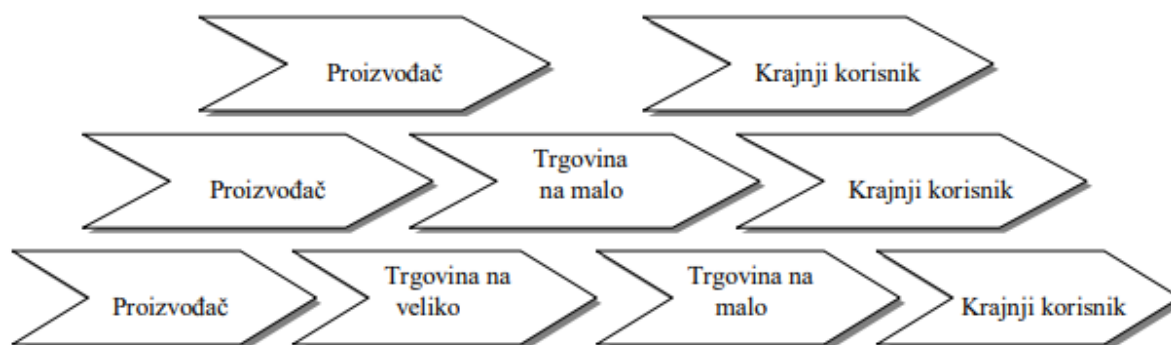 Proizvođač
Krajnji korisnik
Proizvođač
Trgovina
na malo
Krajnji korisnik
Proizvođač
Trgovina na
veliko
Trgovina na
malo
Krajnji korisnik